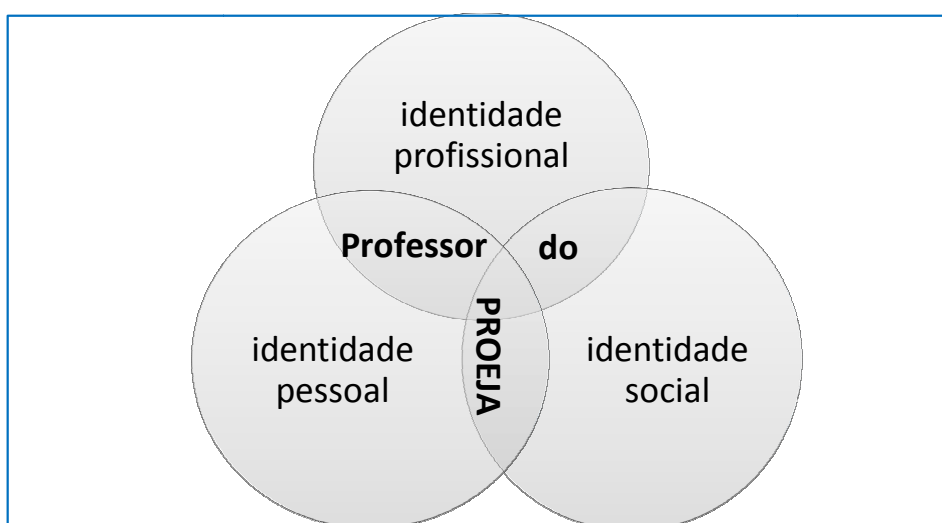 identidade
profissional
Professor do
PROEJA
identidade
pessoal
identidade
social